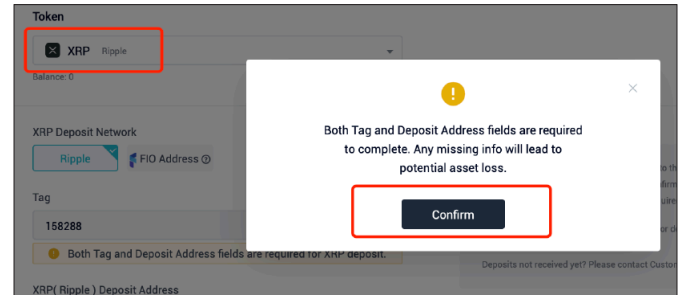 Token
XRP Ripple
Balance: 0
XRP Deposit Network
Ripple
FIO Address
Tag
158288
Both Tag and Deposit Address fields are required for XRP deposit.
XRP( Ripple ) Deposit Address
Both Tag and Deposit Address fields are required
to complete. Any missing info will lead to
potential asset loss.
Confirm
Deposits not received yet? Please contact Custo